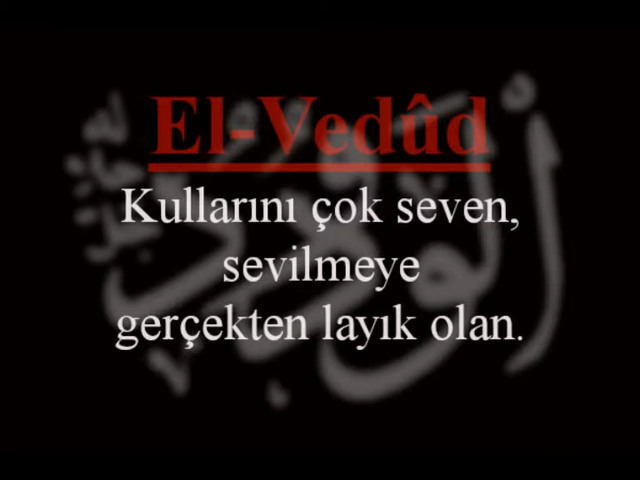 El-Vedûd
Kullarını çok seven,
sevilmeye
gerçekten layık olan.